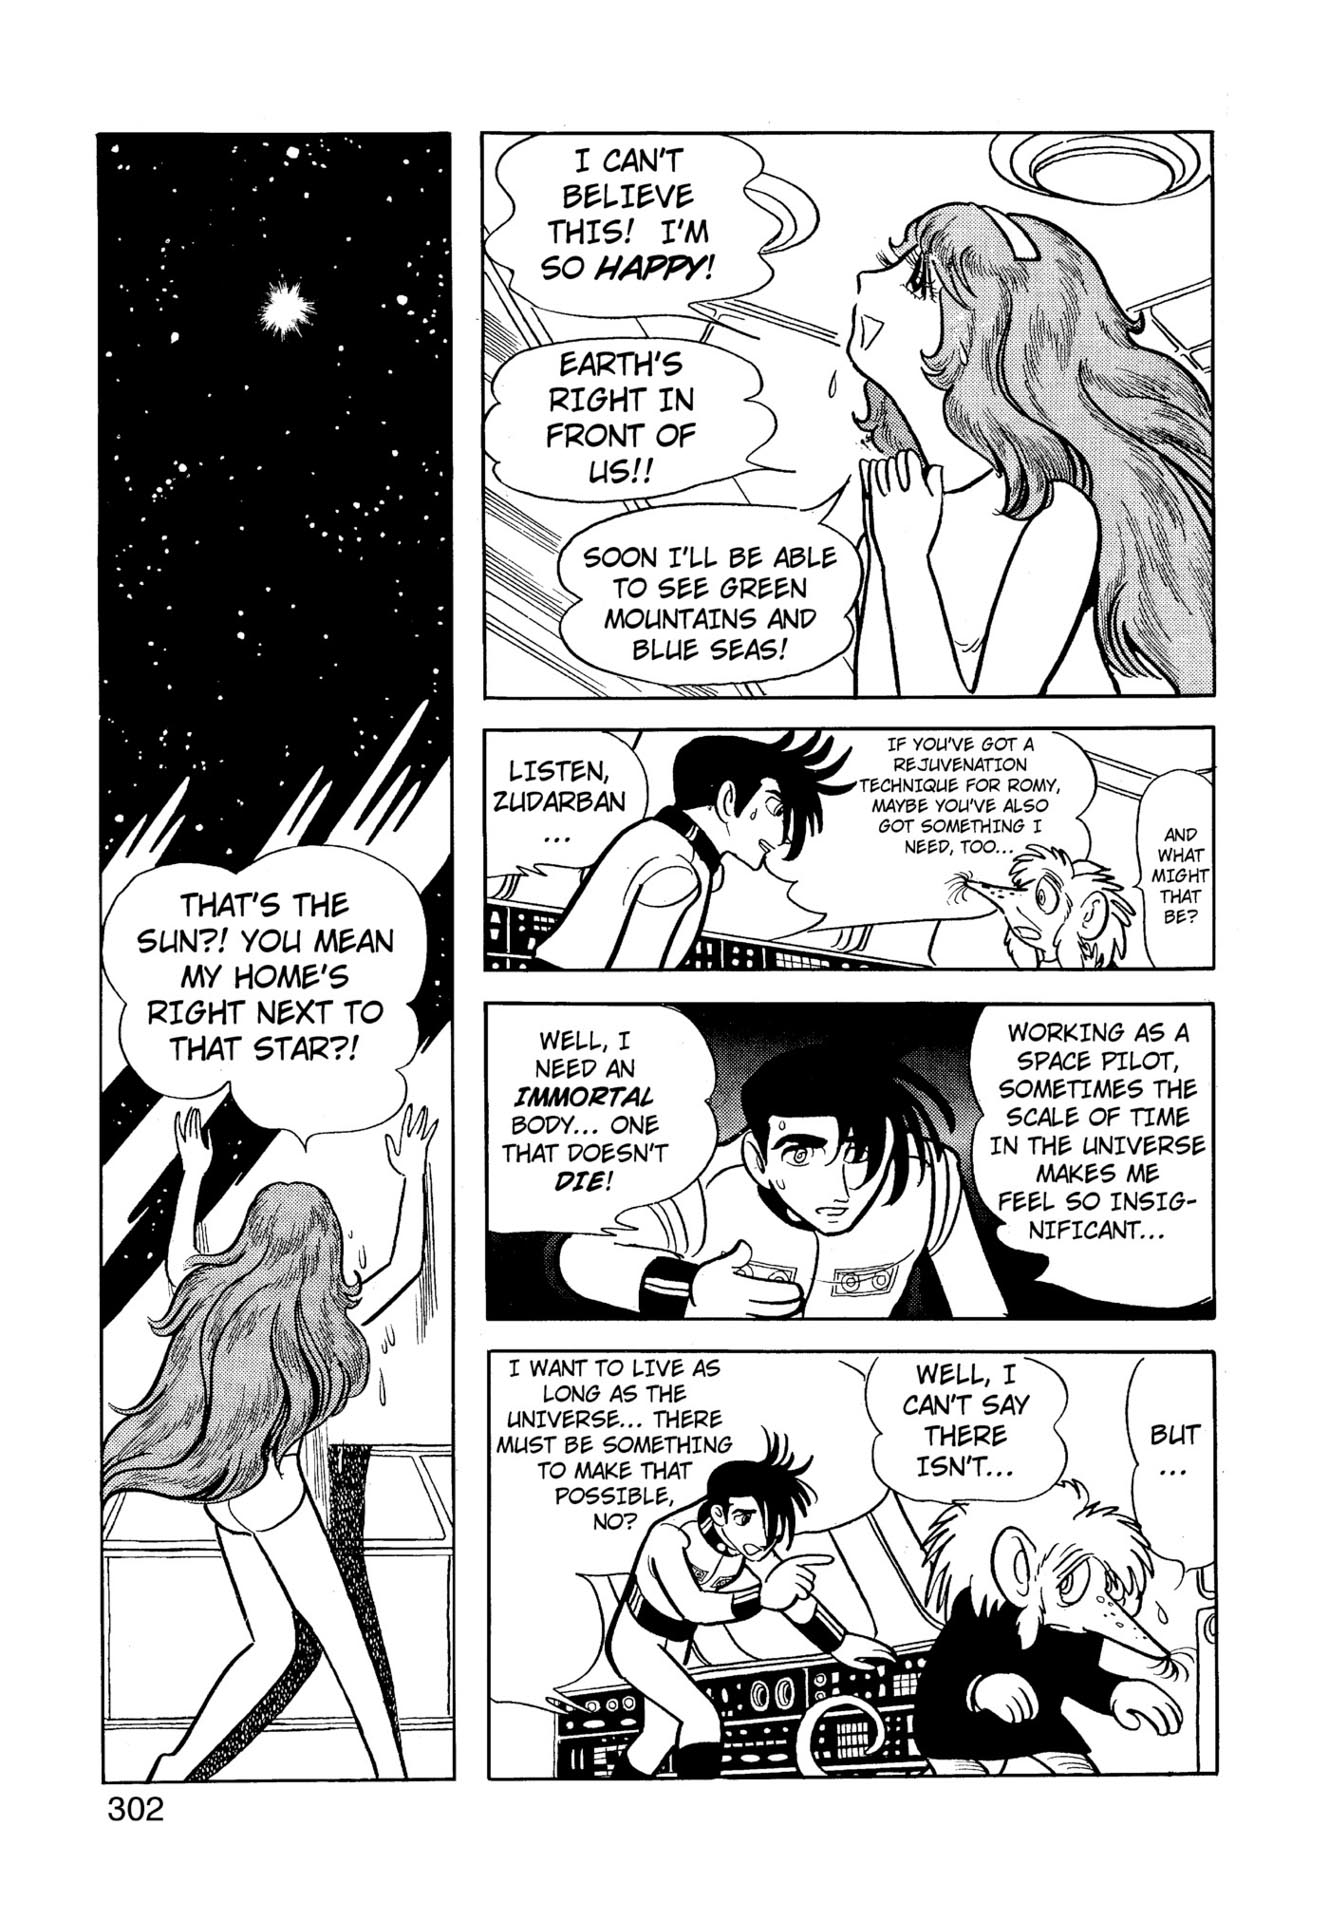 THAT'S THE
SUN?! YOU MEAN
MY HOME'S
RIGHT NEXT TO
THAT STAR?!
I CAN'T
BELIEVE
THIS! I'M
SO HAPPY!
EARTH'S
RIGHT IN
FRONT OF
US!!
SOON I'LL BE ABLE
TO SEE GREEN
MOUNTAINS AND
BLUE SEAS!
LISTEN,
ZUDARBAN
...
IF YOU'VE GOT A
REJUVENATION
TECHNIQUE FOR ROMY,
MAYBE YOU'VE ALSO
GOT SOMETHING I
NEED, TOO...
AND
WHAT
MIGHT
THAT
BE?
WELL, I
NEED AN
IMMORTAL
BODY... ONE
THAT DOESN'T
DIE!
WORKING AS A
SPACE PILOT,
SOMETIMES THE
SCALE OF TIME
IN THE UNIVERSE
MAKES ME
FEEL SO INSIG-
NIFICANT...
I WANT TO LIVE AS
LONG AS THE
UNIVERSE... THERE
MUST BE SOMETHING
TO MAKE THAT
POSSIBLE,
NO?
WELL, I
CAN'T SAY
THERE
ISN'T...
BUT
...
302